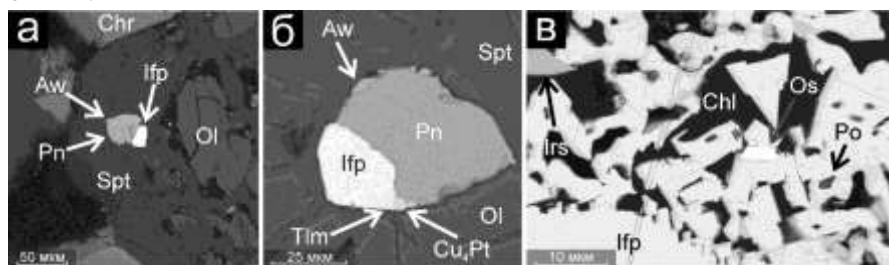 а
Chr
Aw
Ifp
Pn
Ol
Spt
50 мкм
б
Aw
Spt
Pn
Ifp
Ol
Tlm
Cu₄Pt
25 мкм
в
Chl
Os
Irs
Po
Ifp
10 мкм